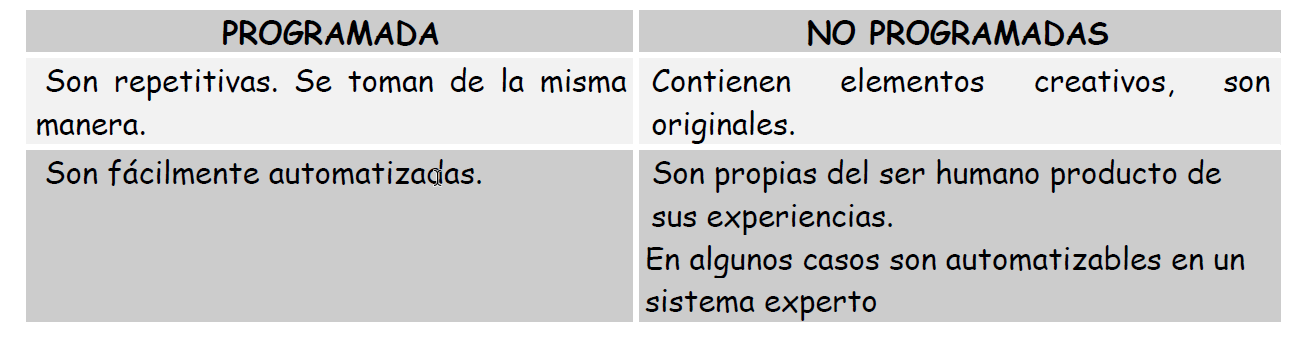 PROGRAMADA
NO PROGRAMADAS
Son repetitivas. Se toman de la misma
manera.
Contienen elementos creativos, son
originales.
Son fácilmente automatizadas.
Son propias del ser humano producto de
sus experiencias.
En algunos casos son automatizables en un
sistema experto